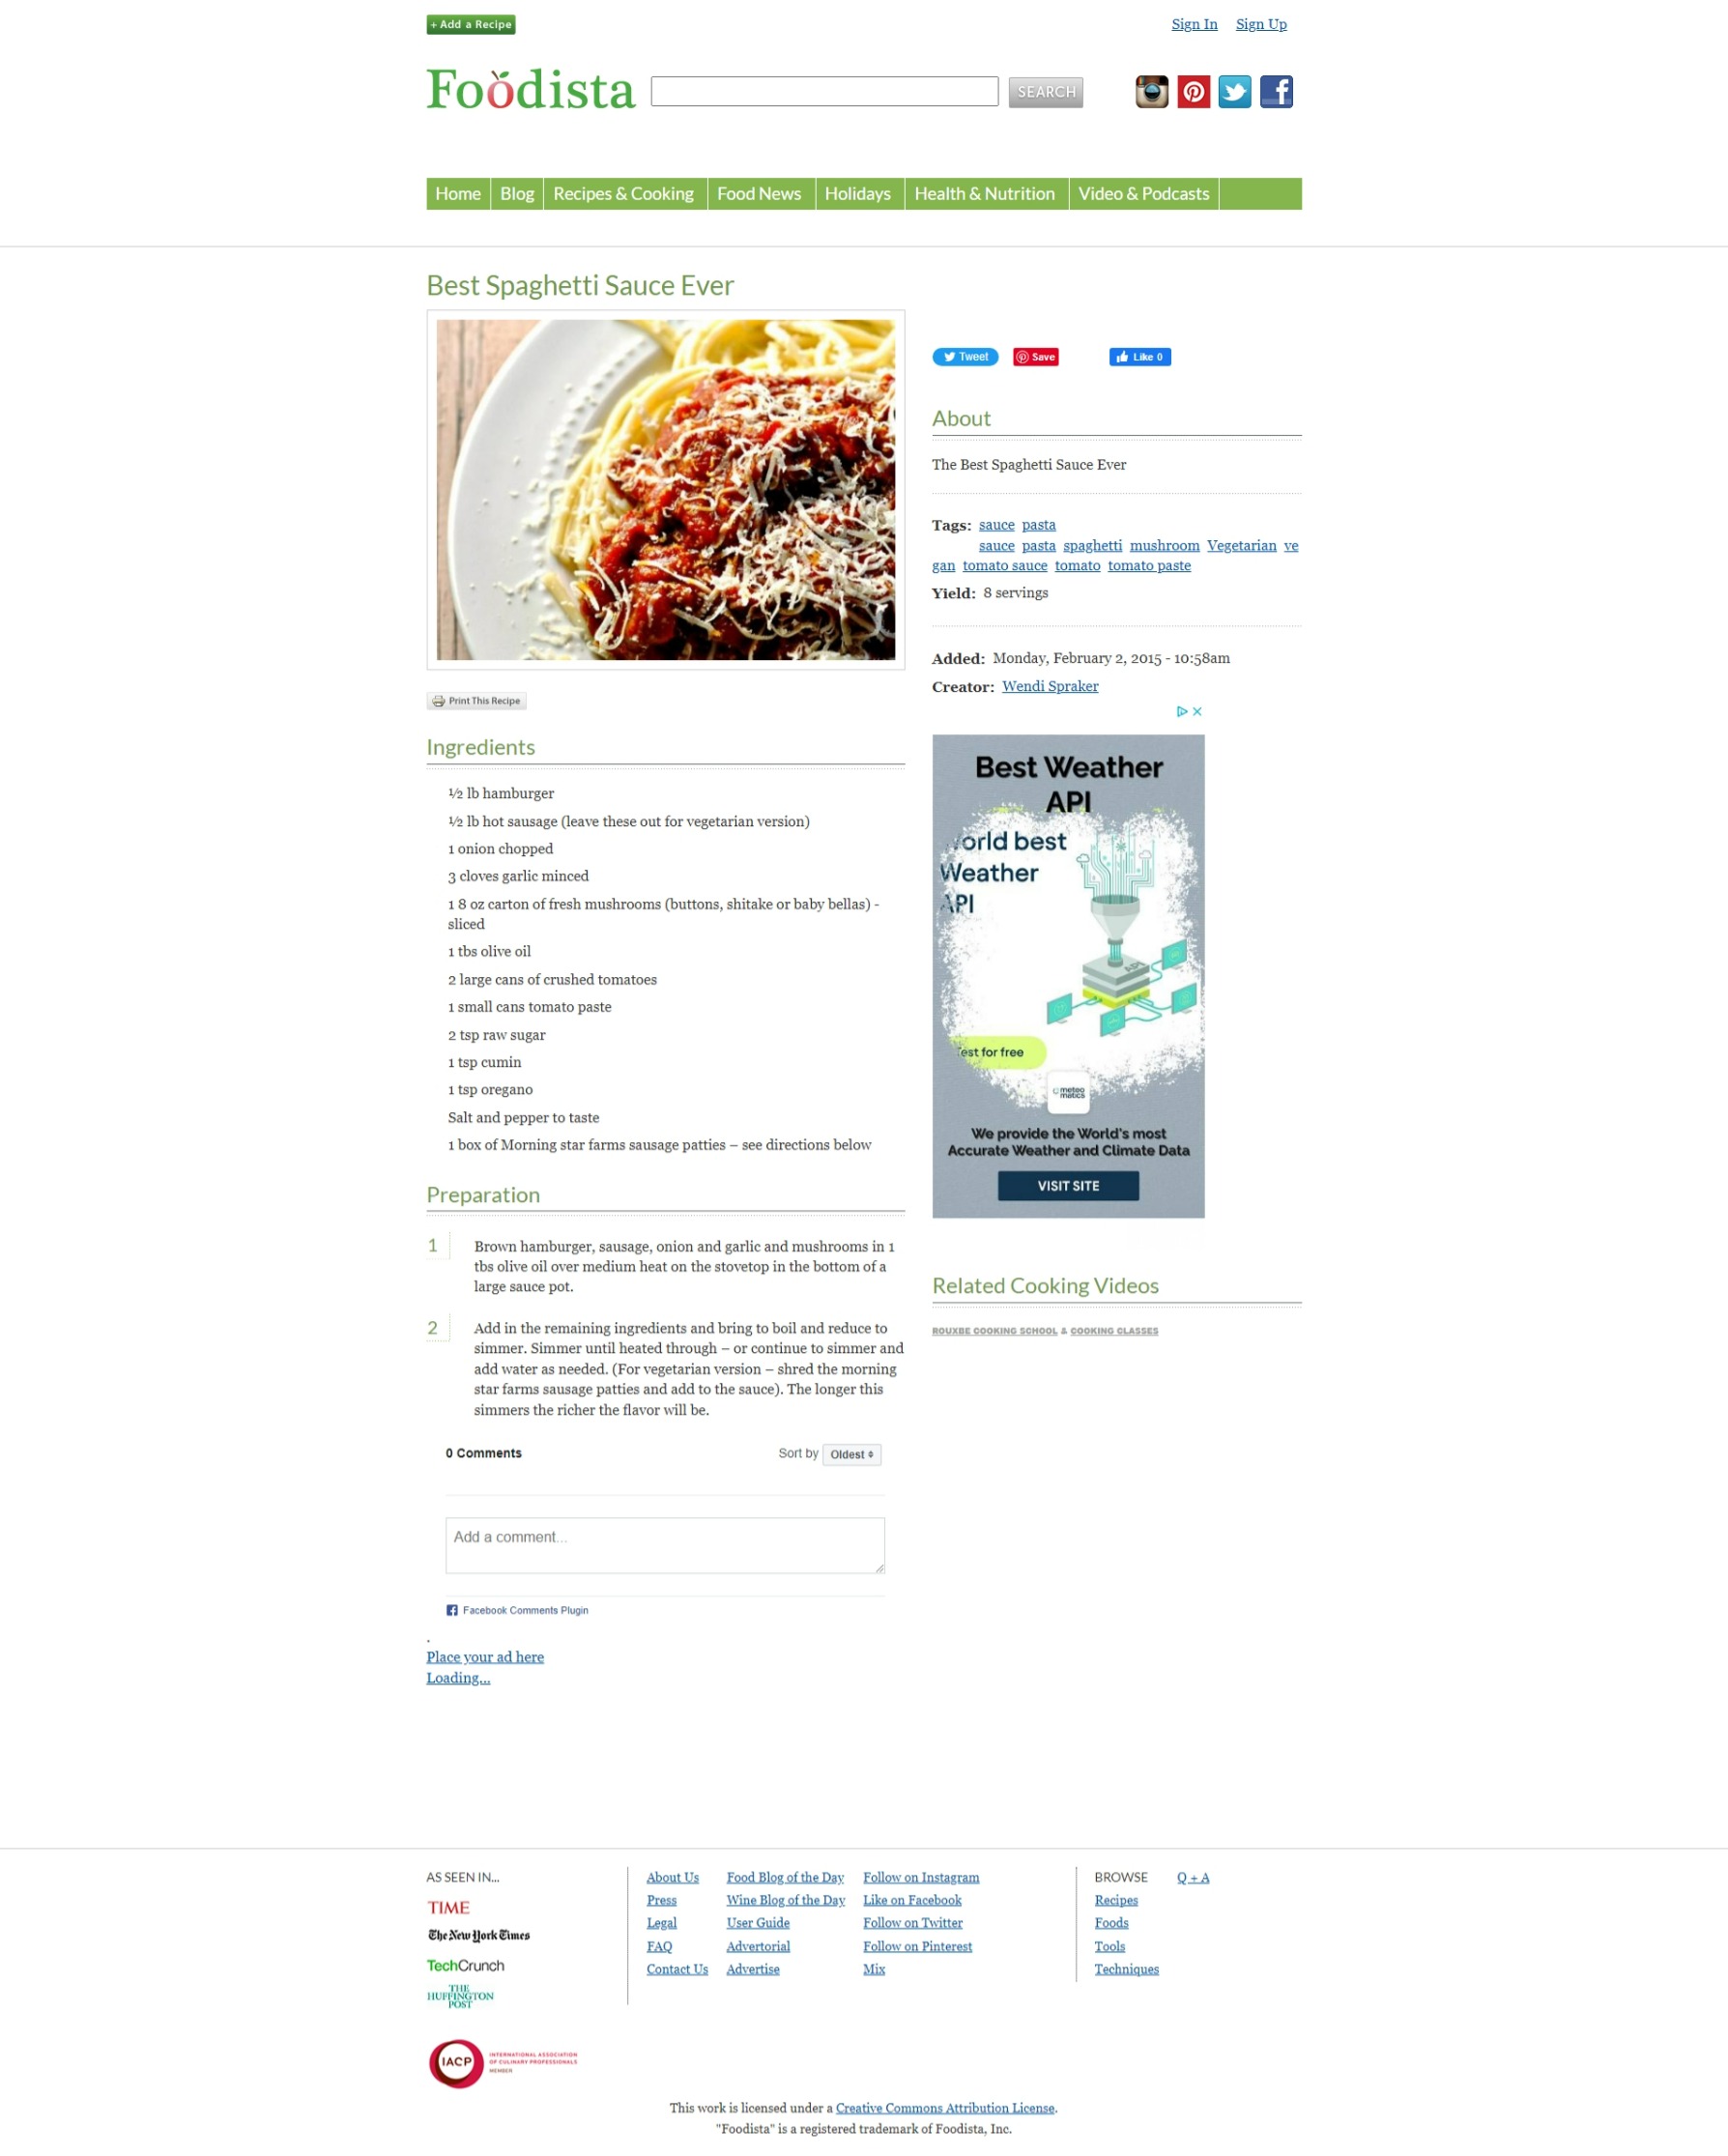 + Add a Recipe
Sign In Sign Up
Foodista
SEARCH
Home Blog Recipes & Cooking Food News Holidays Health & Nutrition Video & Podcasts
Best Spaghetti Sauce Ever
Print This Recipe
Ingredients
½ lb hamburger
½ lb hot sausage (leave these out for vegetarian version)
1 onion chopped
3 cloves garlic minced
1 8 oz carton of fresh mushrooms (buttons, shitake or baby bellas) -
sliced
1 tbs olive oil
2 large cans of crushed tomatoes
1 small cans tomato paste
2 tsp raw sugar
1 tsp cumin
1 tsp oregano
Salt and pepper to taste
1 box of Morning star farms sausage patties – see directions below
Preparation
1 Brown hamburger, sausage, onion and garlic and mushrooms in 1
tbs olive oil over medium heat on the stovetop in the bottom of a
large sauce pot.
2 Add in the remaining ingredients and bring to boil and reduce to
simmer. Simmer until heated through – or continue to simmer and
add water as needed. (For vegetarian version – shred the morning
star farms sausage patties and add to the sauce). The longer this
simmers the richer the flavor will be.
0 Comments Sort by Oldest
Add a comment...
Facebook Comments Plugin
.
Place your ad here
Loading...
Tweet Save Like 0
About
The Best Spaghetti Sauce Ever
Tags: sauce pasta
sauce pasta spaghetti mushroom Vegetarian ve
gan tomato sauce tomato tomato paste
Yield: 8 servings
Added: Monday, February 2, 2015 - 10:58am
Creator: Wendi Spraker
Best Weather
API
orld best
Weather
API
est for free
meteo
matics
We provide the World's most
Accurate Weather and Climate Data
VISIT SITE
Related Cooking Videos
ROUXBE COOKING SCHOOL & COOKING CLASSES
AS SEEN IN...
TIME
The New York Times
TechCrunch
THE
HUFFINGTON
POST
About Us
Press
Legal
FAQ
Contact Us
Food Blog of the Day
Wine Blog of the Day
User Guide
Advertorial
Advertise
Follow on Instagram
Like on Facebook
Follow on Twitter
Follow on Pinterest
Mix
BROWSE
Recipes
Foods
Tools
Techniques
Q + A
IACP
INTERNATIONAL ASSOCIATION
OF CULINARY PROFESSIONALS
MEMBER
This work is licensed under a Creative Commons Attribution License.
"Foodista" is a registered trademark of Foodista, Inc.